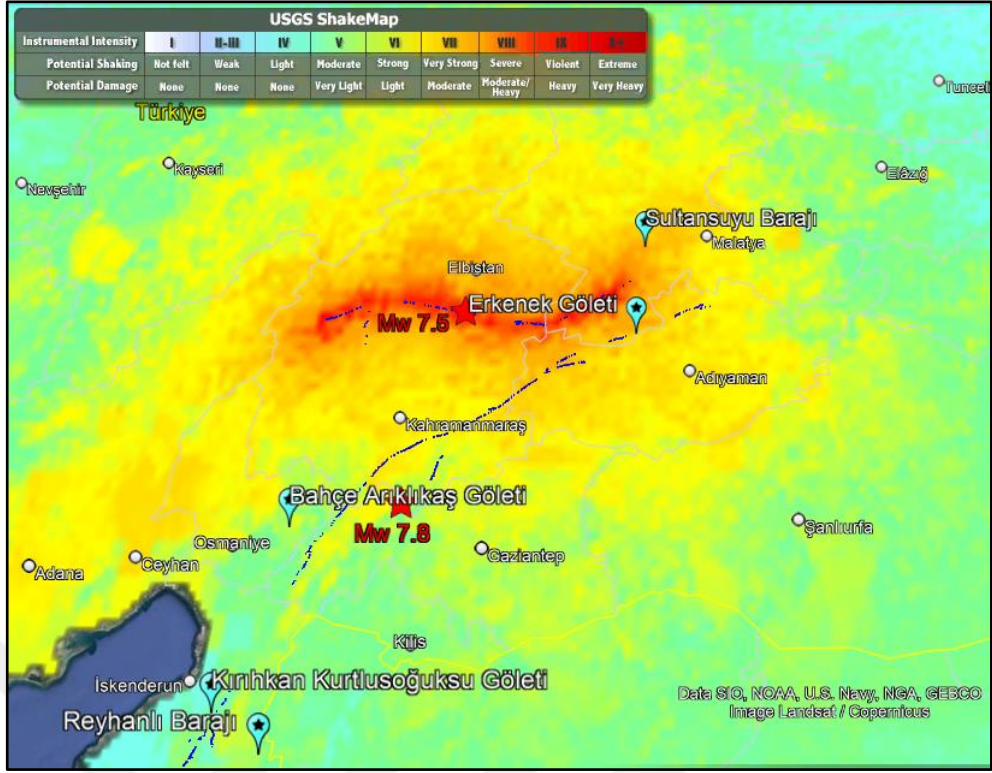 USGS ShakeMap
Instrumental Intensity I II-III IV V VI VII VIII IX X+
Potential Shaking Not felt Weak Light Moderate Strong Very Strong Severe Violent Extreme
Potential Damage None None None Very Light Light Moderate Moderate/ Heavy Heavy Very Heavy
Tunceli
Türkiye
Kayseri
Elâzığ
Nevşehir
Sultansuyu Barajı
Malatya
Elbistan
Erkenek Göleti
Mw 7.5
Adıyaman
Kahramanmaraş
Bahçe Arıklıkaş Göleti
Mw 7.8
Şanlıurfa
Osmaniye
Gaziantep
Ceyhan
Adana
Kilis
İskenderun
Kırıhkan Kurtlusoğuksu Göleti
Data SIO, NOAA, U.S. Navy, NGA, GEBCO
Image Landsat / Copernicus
Reyhanlı Barajı